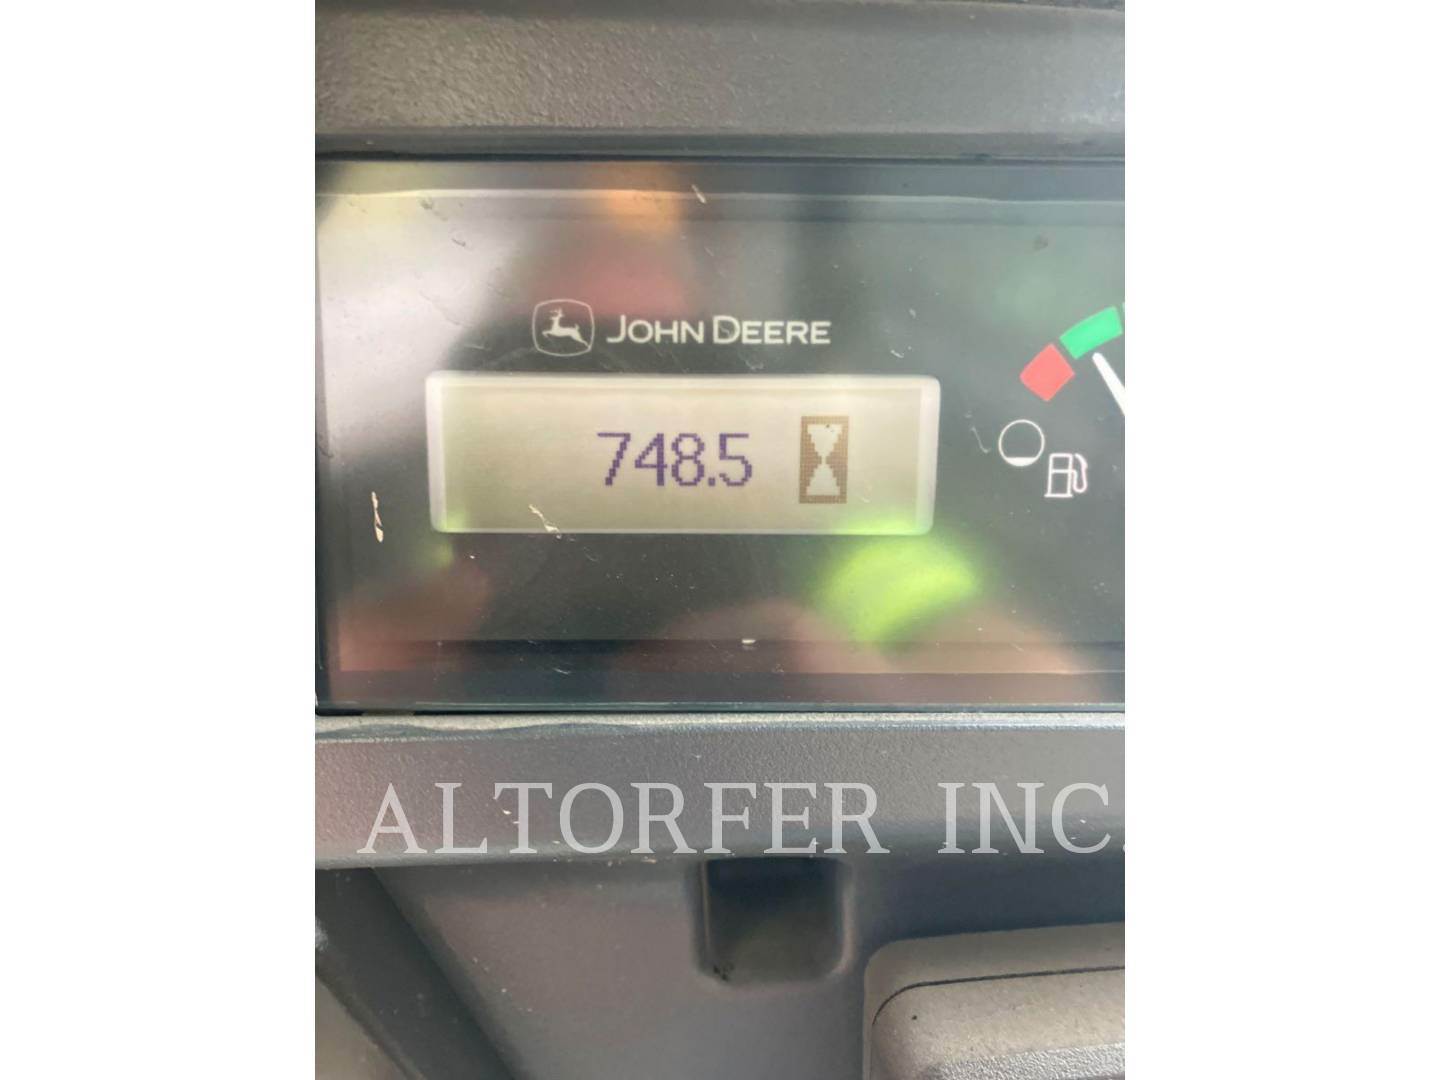 JOHN DEERE
748.5
ALTORFER INC.